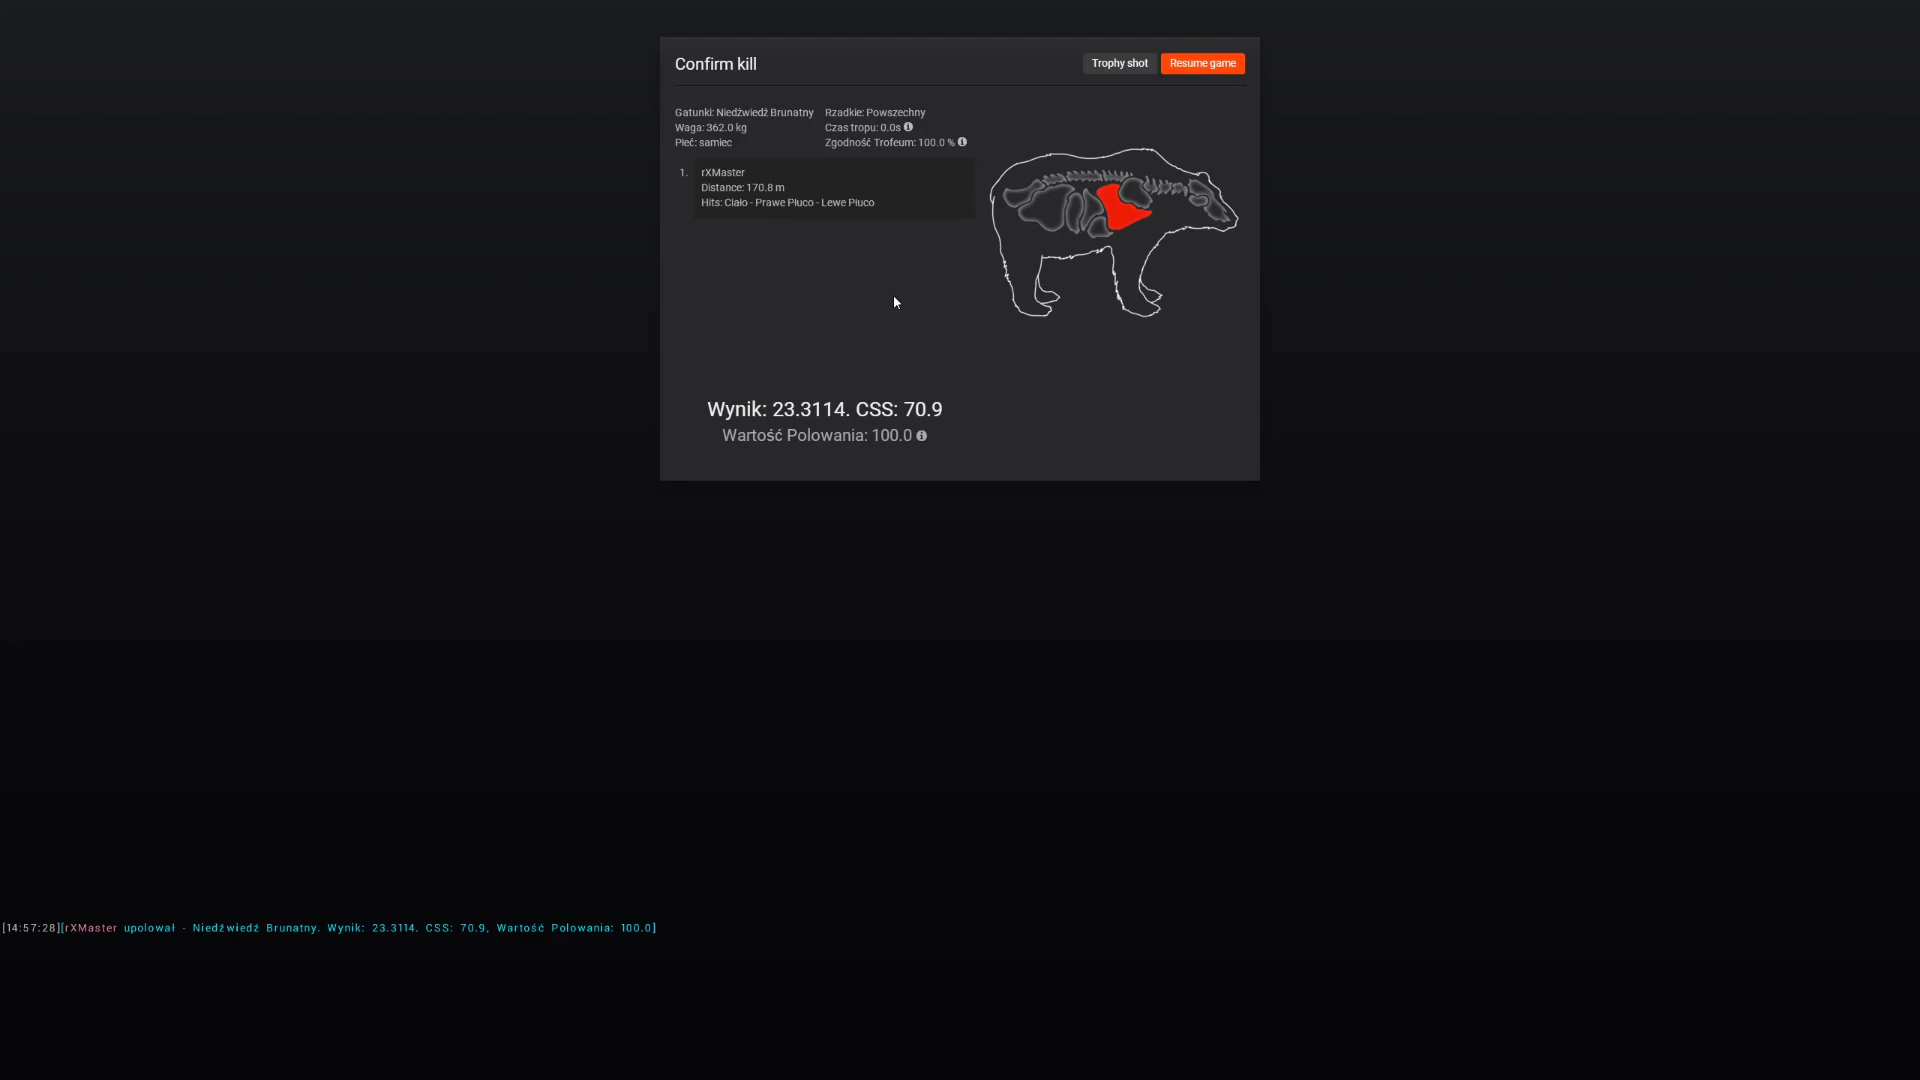 Confirm kill
Trophy shot
Resume game
Gatunki: Niedźwiedź Brunatny
Rzadkie: Powszechny
Waga: 362.0 kg
Czas tropu: 0.0s
Płeć: samiec
Zgodność Trofeum: 100.0 %
1. rXMaster
Distance: 170.8 m
Hits: Ciało - Prawe Płuco - Lewe Płuco
Wynik: 23.3114. CSS: 70.9
Wartość Polowania: 100.0
[14:57:28][rXMaster upolował - Niedźwiedź Brunatny. Wynik: 23.3114. CSS: 70.9, Wartość Polowania: 100.0]